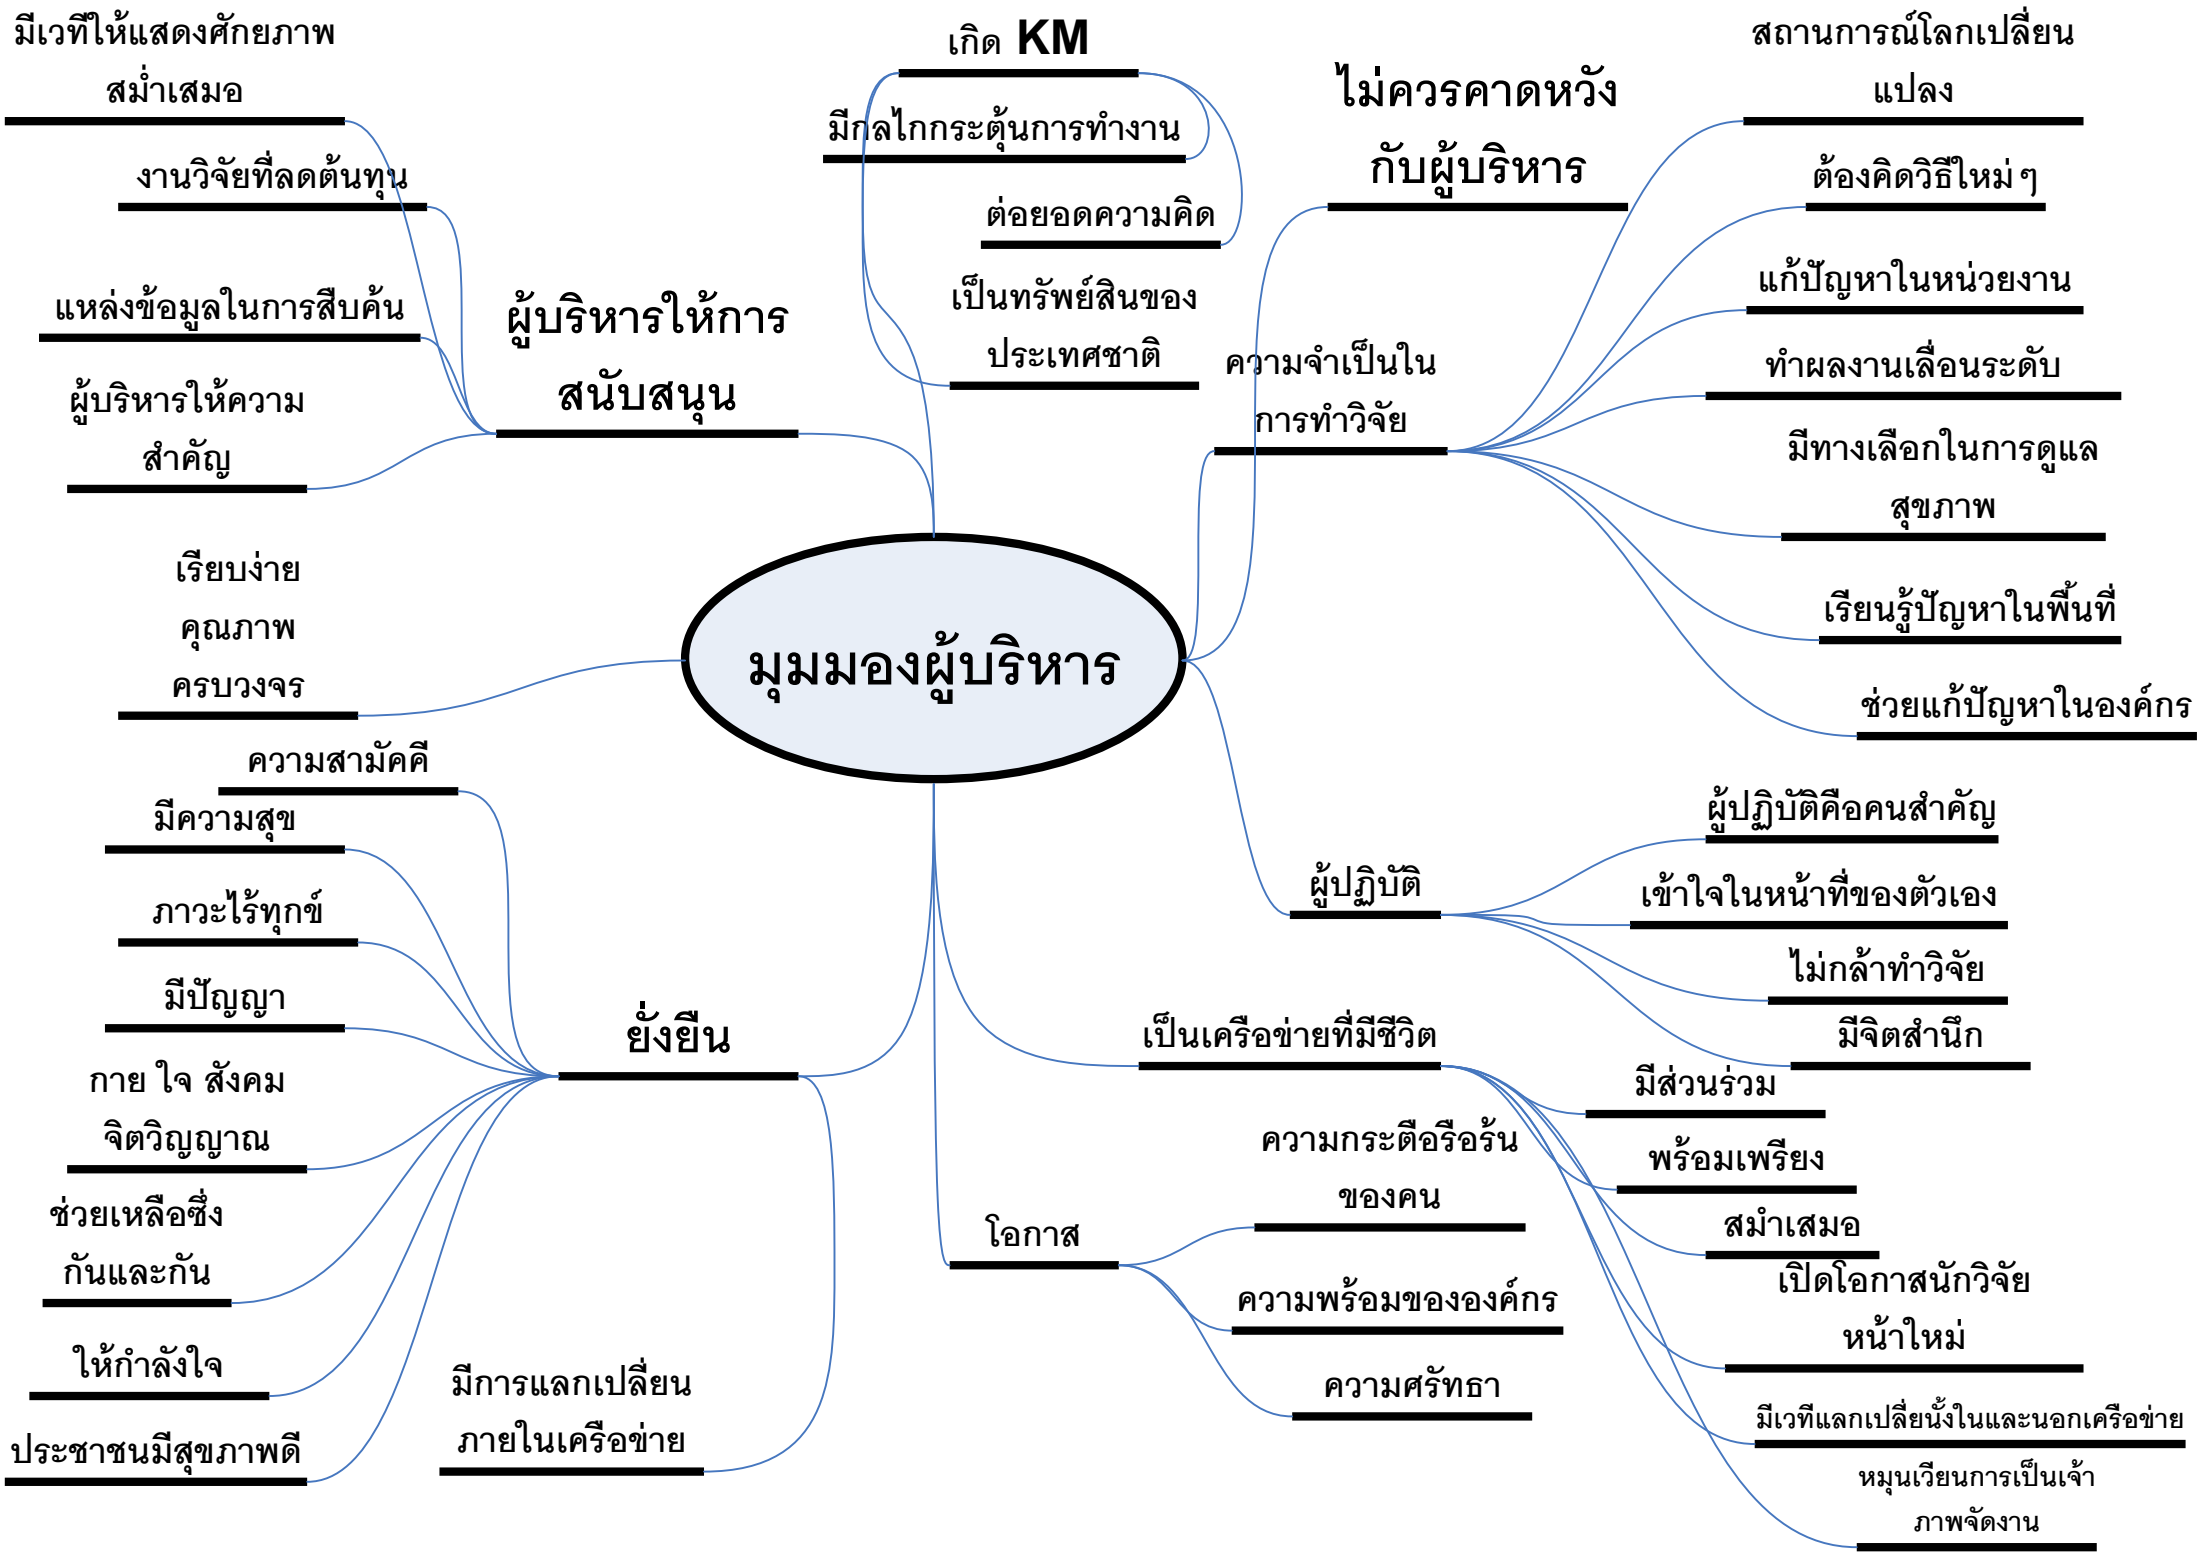 มีเวทีให้แสดงศักยภาพ
สม่ำเสมอ
งานวิจัยที่ลดต้นทุน
แหล่งข้อมูลในการสืบค้น
ผู้บริหารให้ความ
สำคัญ
ผู้บริหารให้การ
สนับสนุน
เกิด KM
มีกลไกกระตุ้นการทำงาน
ต่อยอดความคิด
เป็นทรัพย์สินของ
ประเทศชาติ
ไม่ควรคาดหวัง
กับผู้บริหาร
ความจำเป็นใน
การทำวิจัย
สถานการณ์โลกเปลี่ยน
แปลง
ต้องคิดวิธีใหม่ๆ
แก้ปัญหาในหน่วยงาน
ทำผลงานเลื่อนระดับ
มีทางเลือกในการดูแล
สุขภาพ
เรียนรู้ปัญหาในพื้นที่
ช่วยแก้ปัญหาในองค์กร
เรียบง่าย
คุณภาพ
ครบวงจร
มุมมองผู้บริหาร
ความสามัคคี
มีความสุข
ภาวะไร้ทุกข์
มีปัญญา
กาย ใจ สังคม
จิตวิญญาณ
ช่วยเหลือซึ่ง
กันและกัน
ให้กำลังใจ
ประชาชนมีสุขภาพดี
ยั่งยืน
มีการแลกเปลี่ยน
ภายในเครือข่าย
ผู้ปฏิบัติ
ผู้ปฏิบัติคือคนสำคัญ
เข้าใจในหน้าที่ของตัวเอง
ไม่กล้าทำวิจัย
มีจิตสำนึก
เป็นเครือข่ายที่มีชีวิต
มีส่วนร่วม
พร้อมเพรียง
สมำเสมอ
เปิดโอกาสนักวิจัย
หน้าใหม่
มีเวทีแลกเปลี่ยนั้งในและนอกเครือข่าย
หมุนเวียนการเป็นเจ้า
ภาพจัดงาน
โอกาส
ความกระตือรือร้น
ของคน
ความพร้อมขององค์กร
ความศรัทธา